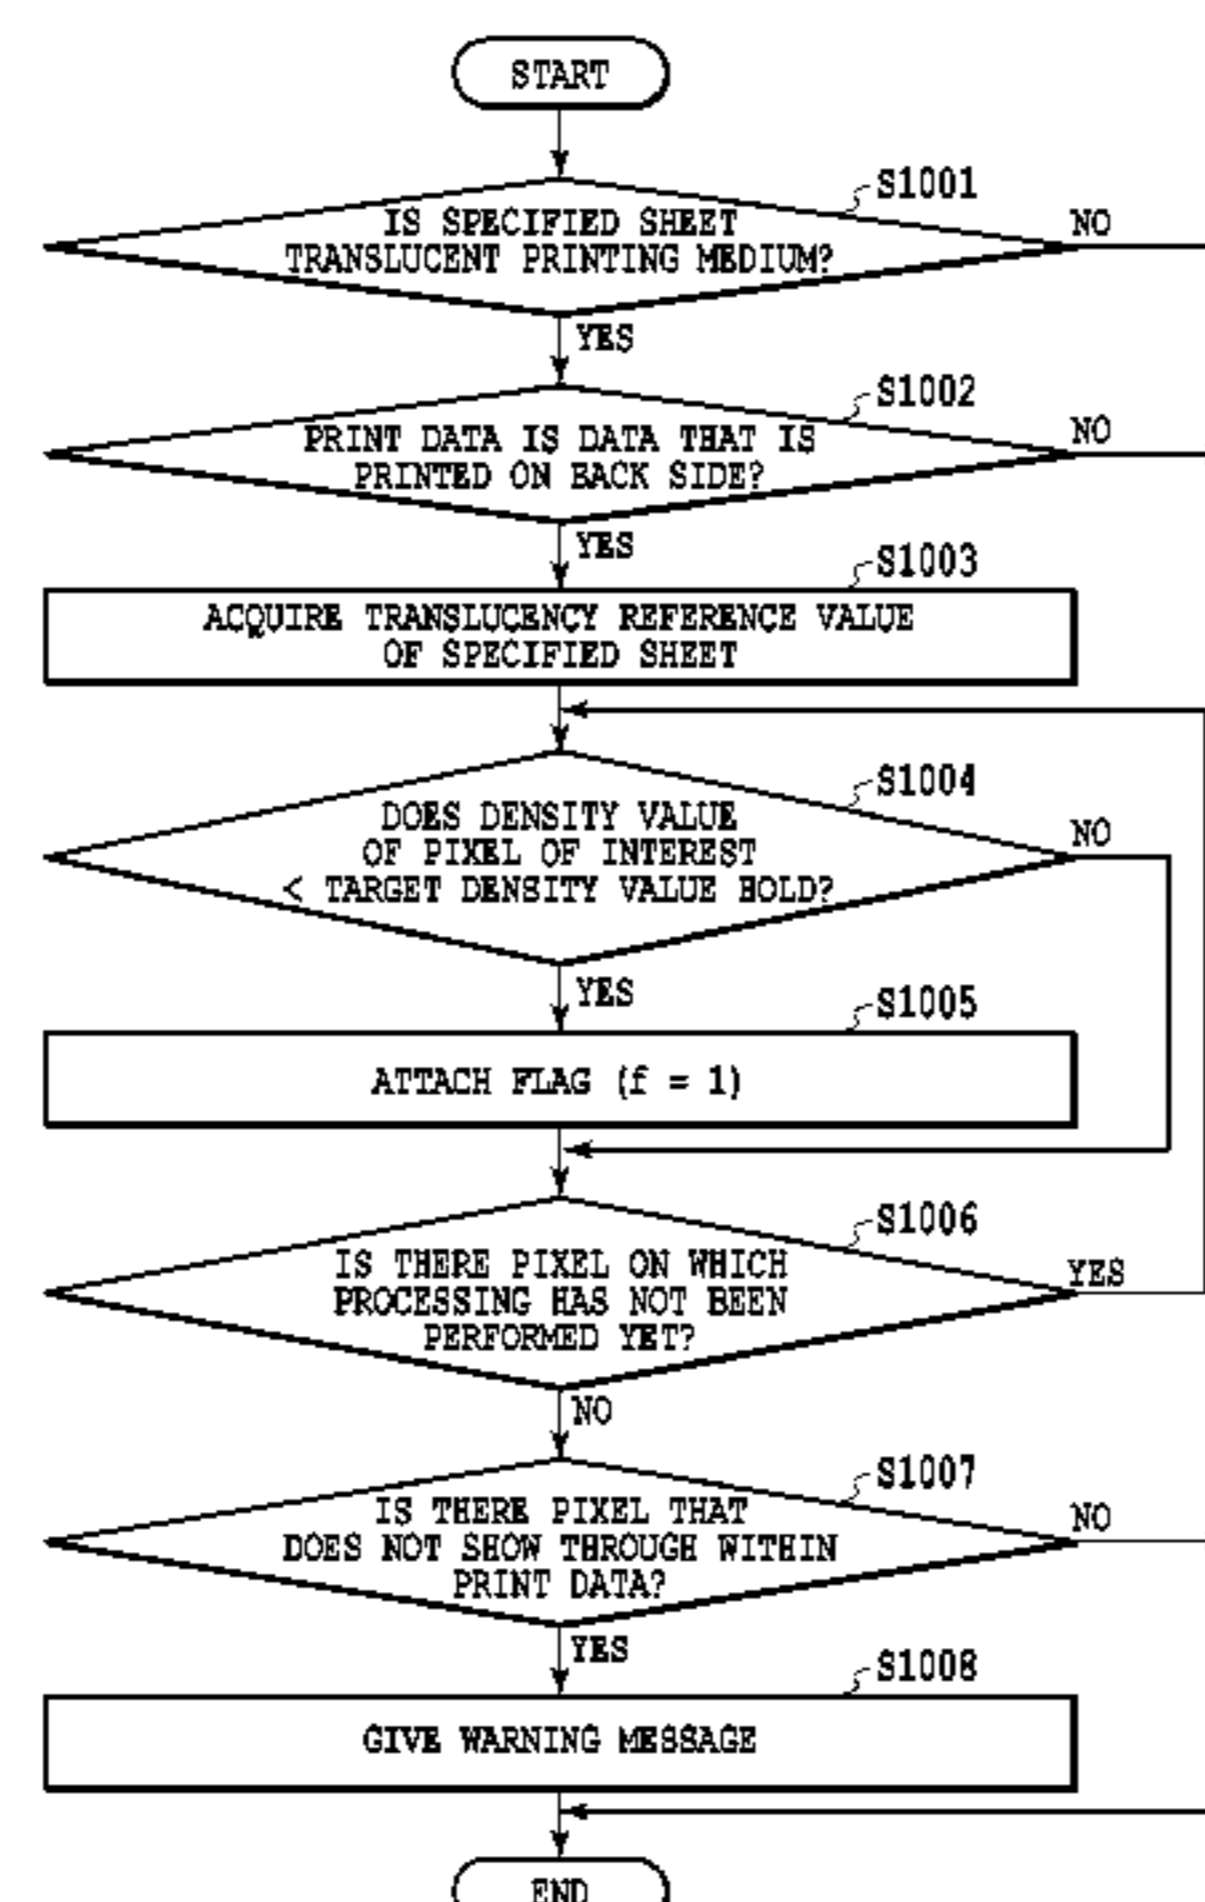 START
S1001
IS SPECIFIED SHEET
TRANSLUCENT PRINTING MEDIUM?
NO
YES
S1002
PRINT DATA IS DATA THAT IS
PRINTED ON BACK SIDE?
NO
YES
S1003
ACQUIRE TRANSLUCENCY REFERENCE VALUE
OF SPECIFIED SHEET
S1004
DOES DENSITY VALUE
OF PIXEL OF INTEREST
< TARGET DENSITY VALUE HOLD?
NO
YES
S1005
ATTACH FLAG (f = 1)
S1006
IS THERE PIXEL ON WHICH
PROCESSING HAS NOT BEEN
PERFORMED YET?
YES
NO
S1007
IS THERE PIXEL THAT
DOES NOT SHOW THROUGH WITHIN
PRINT DATA?
NO
YES
S1008
GIVE WARNING MESSAGE
END